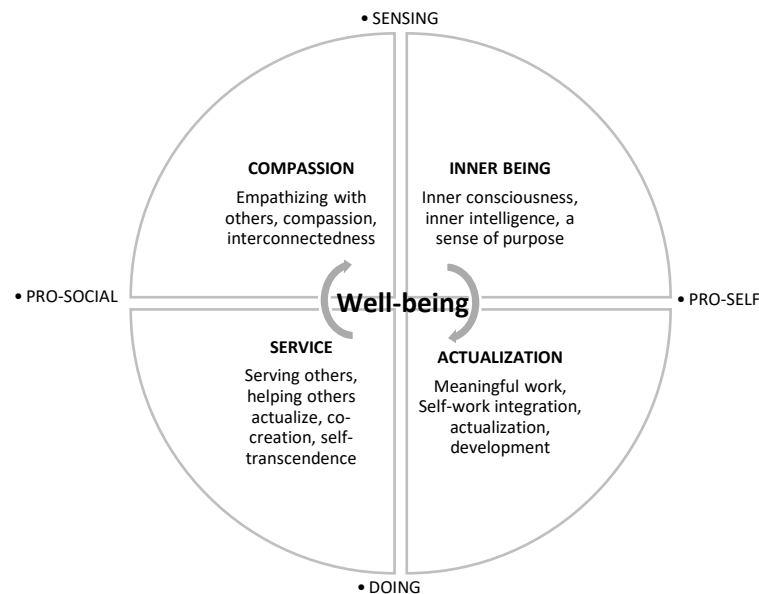 • SENSING
COMPASSION
Empathizing with
others, compassion,
interconnectedness
INNER BEING
Inner consciousness,
inner intelligence, a
sense of purpose
• PRO-SOCIAL
Well-being
• PRO-SELF
SERVICE
Serving others,
helping others
actualize, co-
creation, self-
transcendence
ACTUALIZATION
Meaningful work,
Self-work integration,
actualization,
development
• DOING